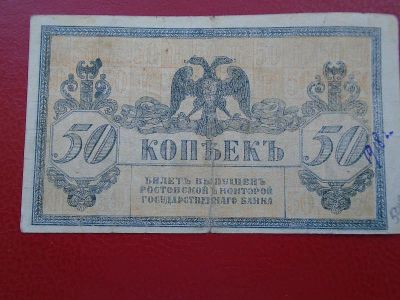 50 КОПѢЕКЪ 50
БИЛЕТЪ ВЫПУЩЕНЪ
РОСТОВСКОЙ КОНТОРОЙ
ГОСУДАРСТВЕННАГО БАНКА